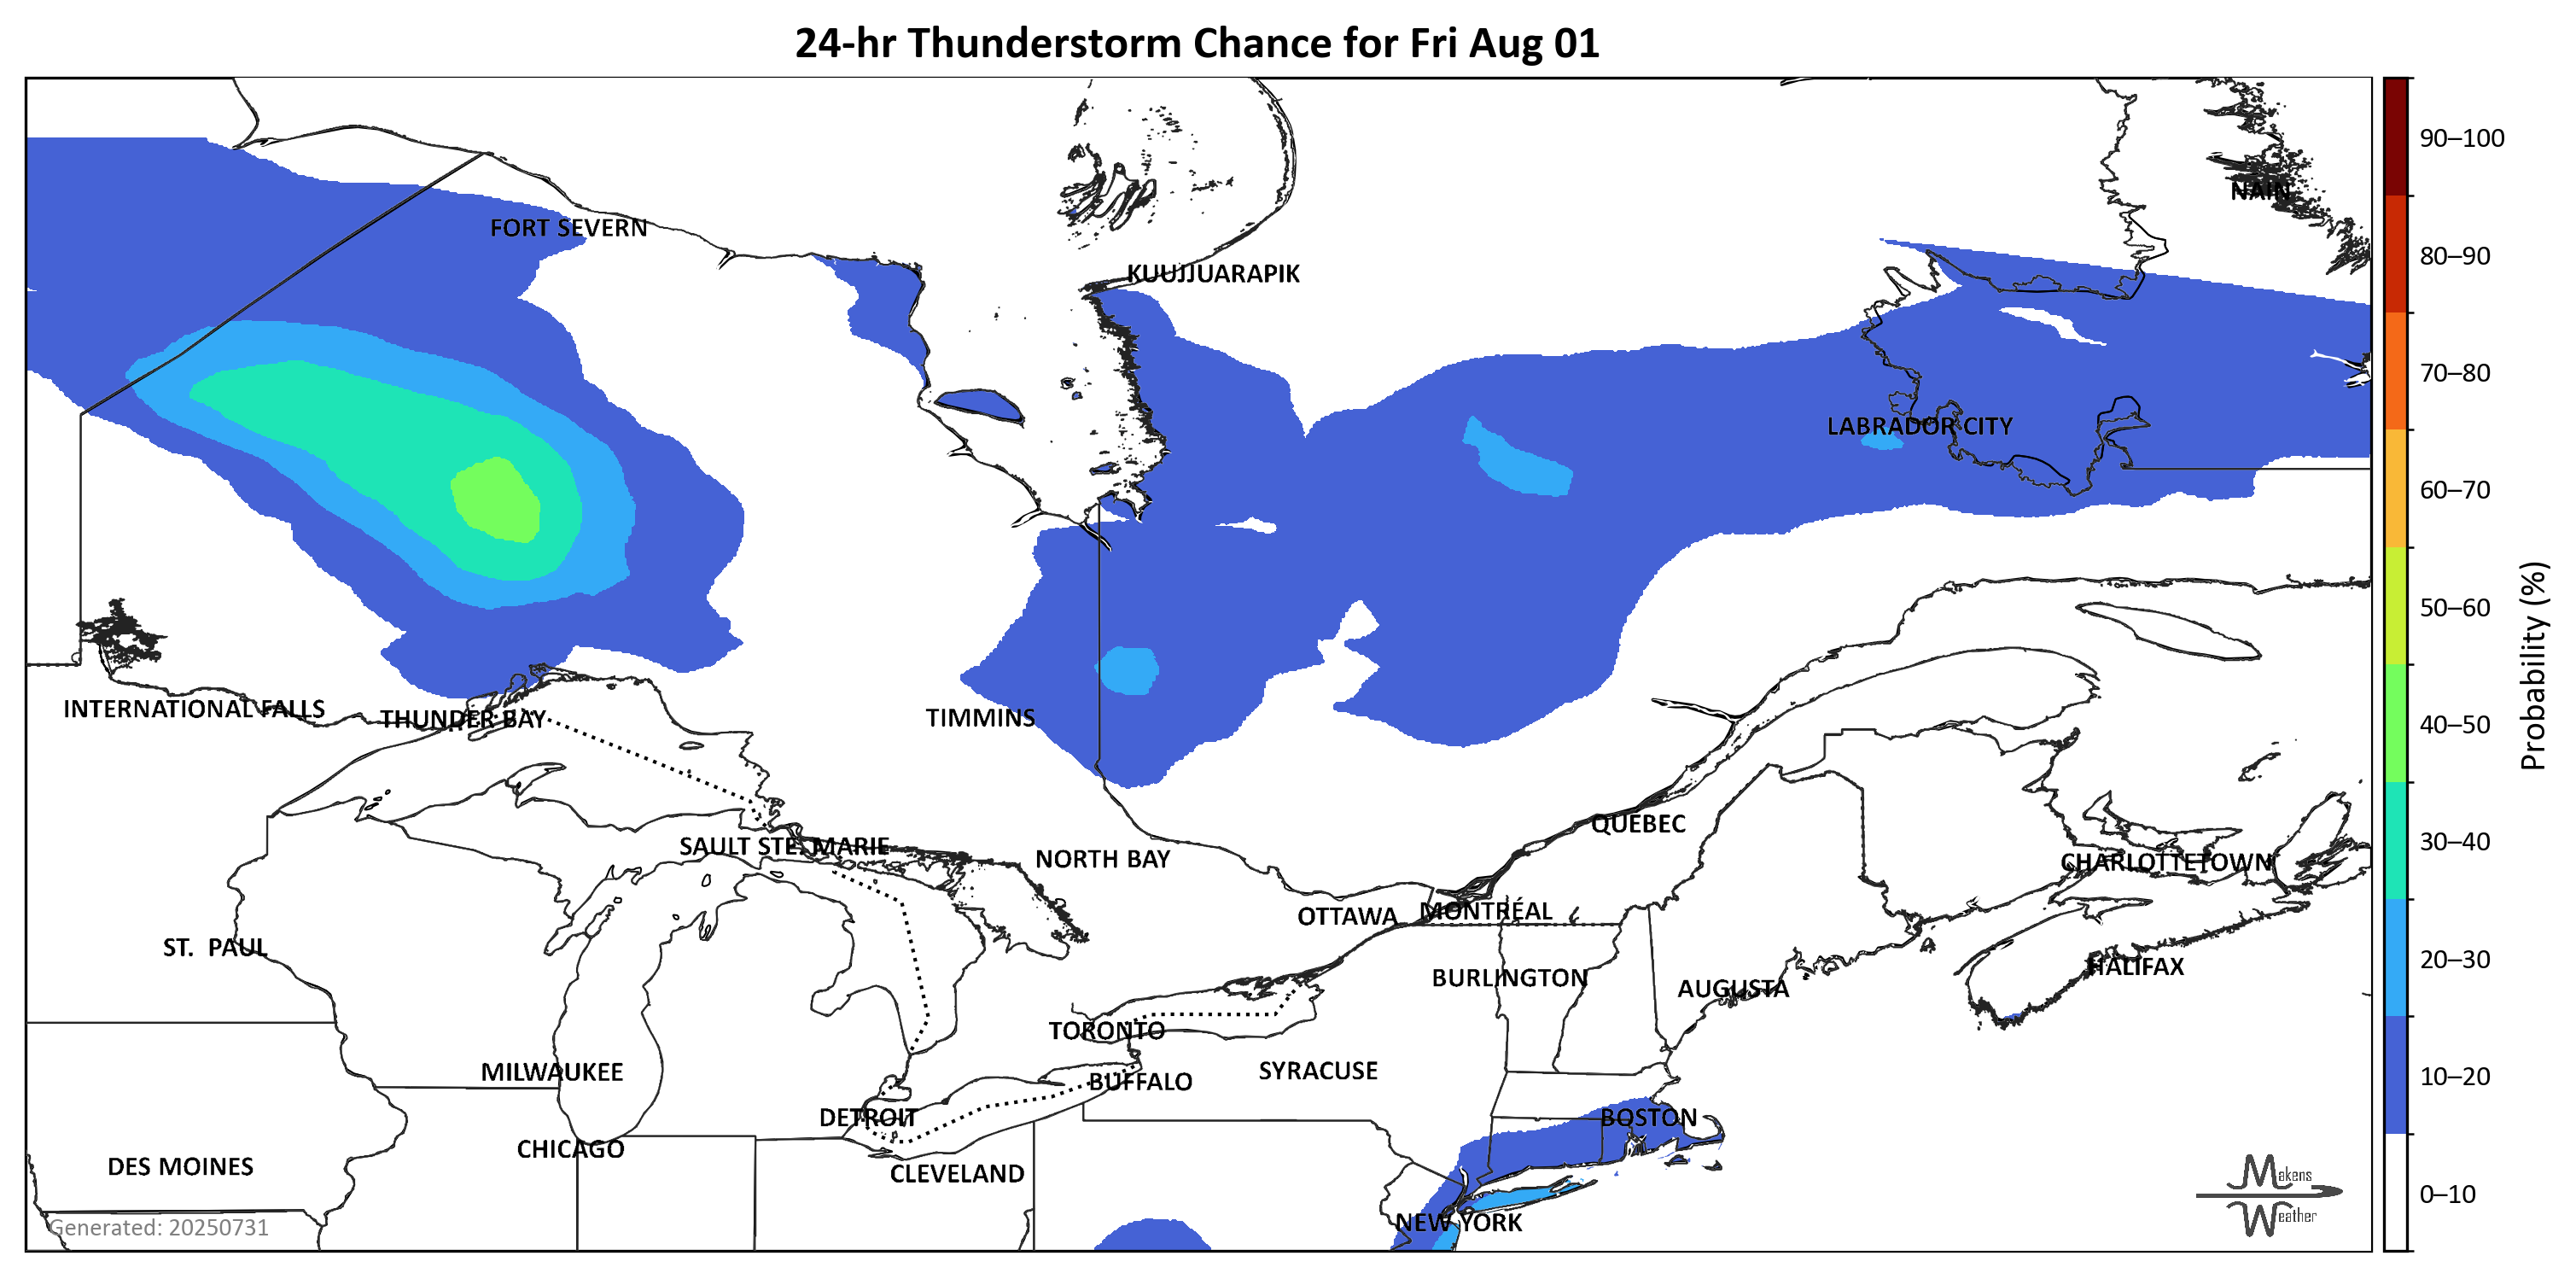 24-hr Thunderstorm Chance for Fri Aug 01
90–100
NAIN
FORT SEVERN
80–90
KUUJJUARAPIK
70–80
LABRADOR CITY
60–70
50–60
Probability (%)
INTERNATIONAL FALLS
THUNDER BAY
TIMMINS
40–50
QUEBEC
SAULT STE. MARIE
NORTH BAY
CHARLOTTETOWN
30–40
OTTAWA
MONTRÉAL
ST. PAUL
20–30
HALIFAX
BURLINGTON
AUGUSTA
TORONTO
MILWAUKEE
SYRACUSE
BUFFALO
10–20
DETROIT
BOSTON
CHICAGO
DES MOINES
CLEVELAND
Makens
Weather
0–10
NEW YORK
Generated: 20250731